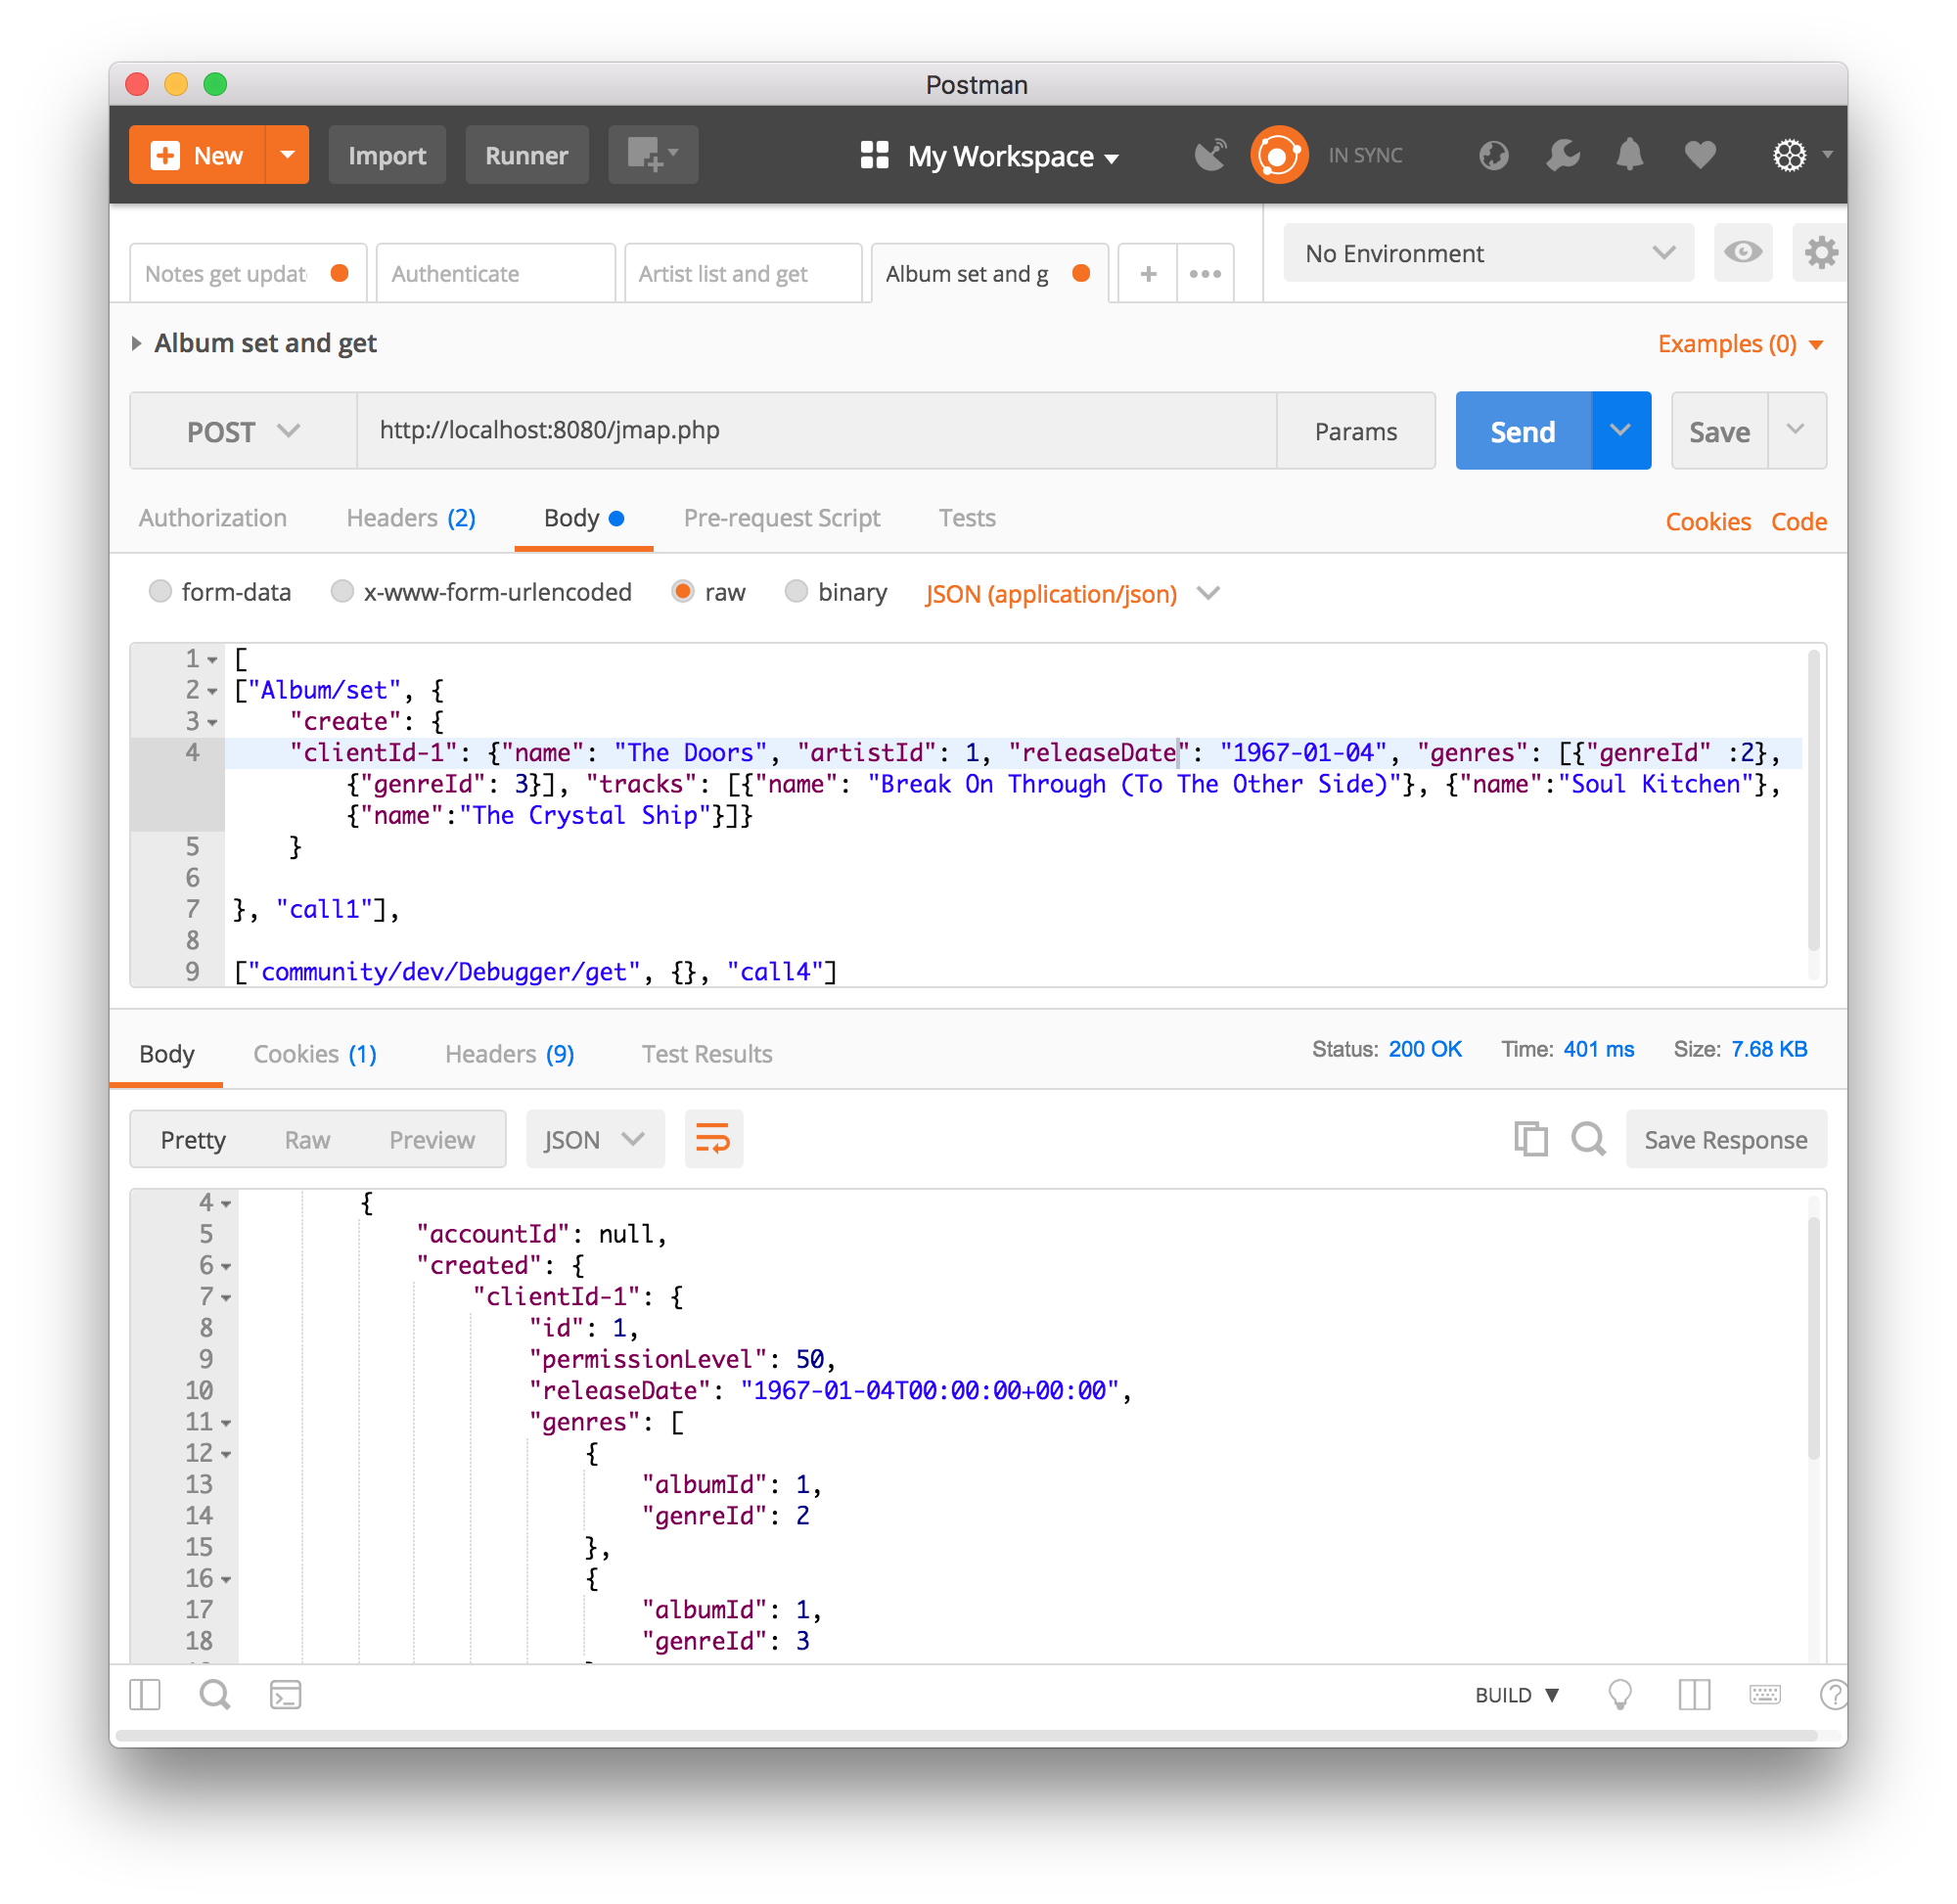 Postman
New Import Runner My Workspace IN SYNC
Notes get updat Authenticate Artist list and get Album set and g + ••• No Environment
Album set and get Examples (0)
POST http://localhost:8080/jmap.php Params Send Save
Authorization Headers (2) Body Pre-request Script Tests Cookies Code
form-data x-www-form-urlencoded raw binary JSON (application/json)
1 [
2 ["Album/set", {
3 "create": {
4 "clientId-1": {"name": "The Doors", "artistId": 1, "releaseDate": "1967-01-04", "genres": [{"genreId" :2},
{"genreId": 3}], "tracks": [{"name": "Break On Through (To The Other Side)"}, {"name":"Soul Kitchen"},
{"name":"The Crystal Ship"}]}
5 }
6
7 }, "call1"],
8
9 ["community/dev/Debugger/get", {}, "call4"]
Body Cookies (1) Headers (9) Test Results Status: 200 OK Time: 401 ms Size: 7.68 KB
Pretty Raw Preview JSON Save Response
4 {
5 "accountId": null,
6 "created": {
7 "clientId-1": {
8 "id": 1,
9 "permissionLevel": 50,
10 "releaseDate": "1967-01-04T00:00:00+00:00",
11 "genres": [
12 {
13 "albumId": 1,
14 "genreId": 2
15 },
16 {
17 "albumId": 1,
18 "genreId": 3
BUILD ▼